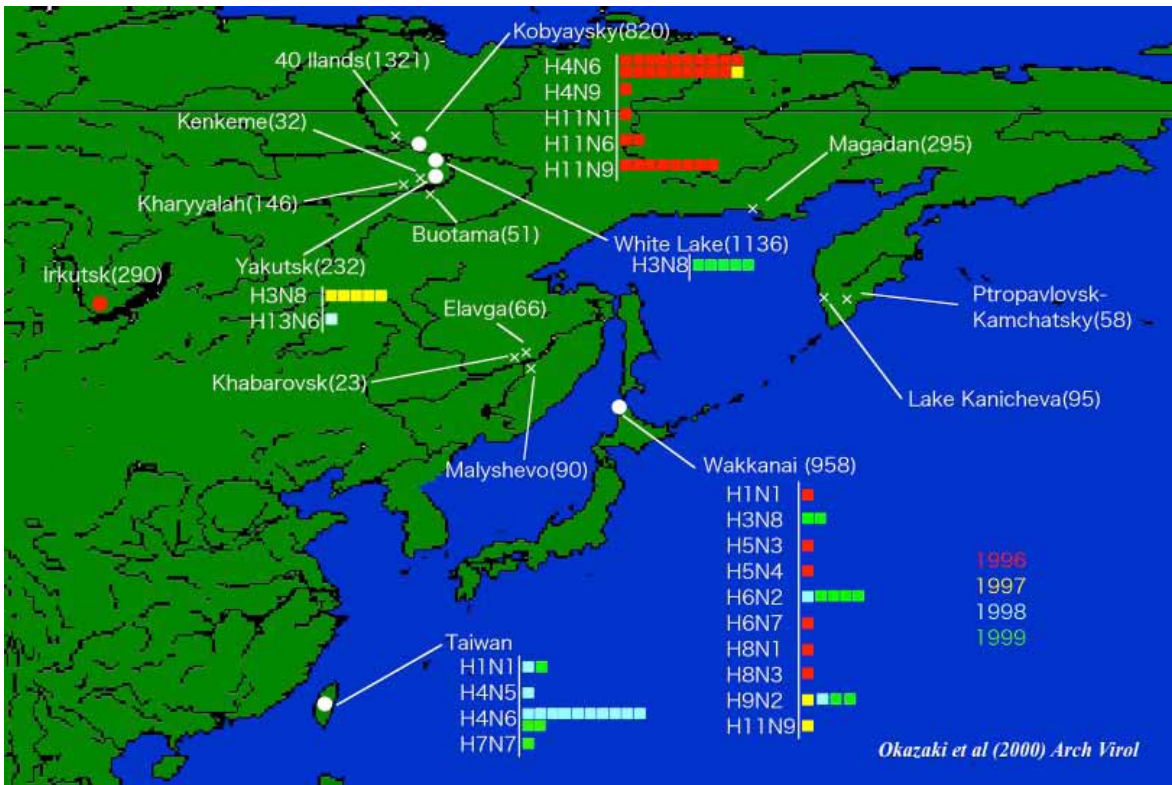 Kobyaysky(820)
H4N6
H4N9
H11N1
H11N6
H11N9
40 Ilands(1321)
Kenkeme(32)
Magadan(295)
Kharyyalah(146)
Buotama(51)
White Lake(1136)
H3N8
Irkutsk(290)
Yakutsk(232)
H3N8
H13N6
Ptropavlovsk-
Kamchatsky(58)
Elavga(66)
Khabarovsk(23)
Lake Kanicheva(95)
Malyshevo(90)
Wakkanai (958)
H1N1
H3N8
H5N3
H5N4
H6N2
H6N7
H8N1
H8N3
H9N2
H11N9
1996
1997
1998
1999
Taiwan
H1N1
H4N5
H4N6
H7N7
Okazaki et al (2000) Arch Virol